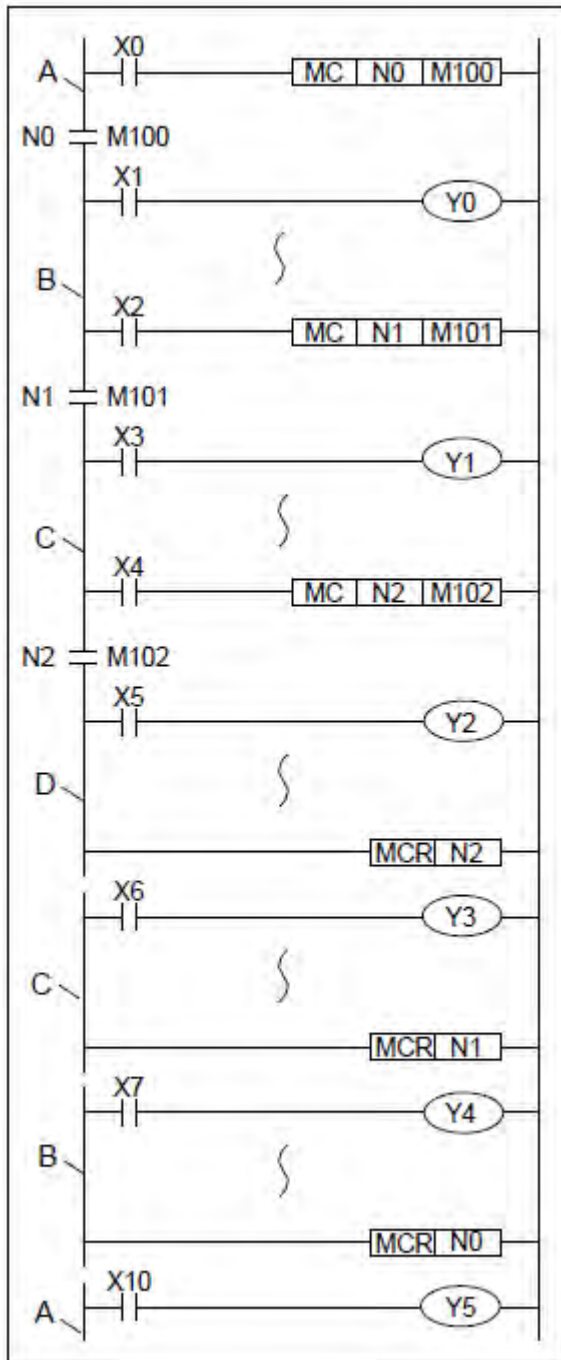 X0
A MC N0 M100
N0 M100
X1
Y0
B
X2
MC N1 M101
N1 M101
X3
Y1
C
X4
MC N2 M102
N2 M102
X5
Y2
D
MCR N2
X6
Y3
C
MCR N1
X7
Y4
B
MCR N0
X10
A Y5